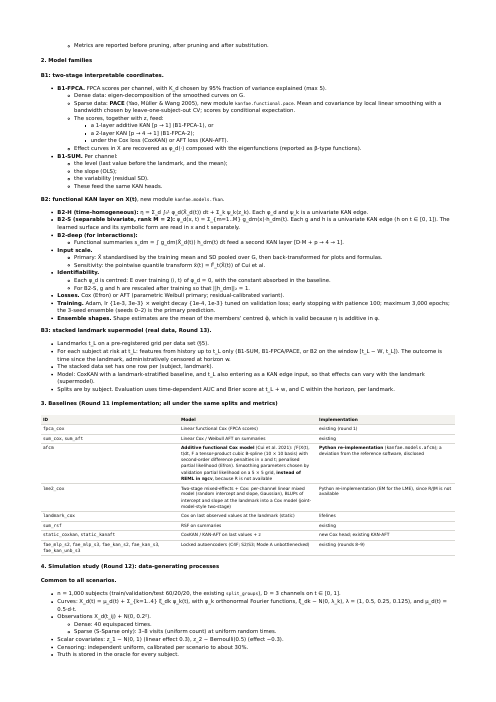 Metrics are reported before pruning, after pruning and after substitution.
2. Model families
B1: two-stage interpretable coordinates.
B1-FPCA. FPCA scores per channel, with K_d chosen by 95% fraction of variance explained (max 5).
Dense data: eigen-decomposition of the smoothed curves on G.
Sparse data: PACE (Yao, Müller & Wang 2005), new module kanfae.functional.pace. Mean and covariance by local linear smoothing with a
bandwidth chosen by leave-one-subject-out CV; scores by conditional expectation.
The scores, together with z, feed:
a 1-layer additive KAN [p → 1] (B1-FPCA-1), or
a 2-layer KAN [p → 4 → 1] (B1-FPCA-2);
under the Cox loss (CoxKAN) or AFT loss (KAN-AFT).
Effect curves in X are recovered as φ_d(·) composed with the eigenfunctions (reported as β-type functions).
B1-SUM. Per channel:
the level (last value before the landmark, and the mean);
the slope (OLS);
the variability (residual SD).
These feed the same KAN heads.
B2: functional KAN layer on X(t), new module kanfae.models.fkan.
Each φ_d and ψ_k is a univariate KAN edge.
B2-S (separable bivariate, rank M = 2): φ_d(x, t) = Σ_{m=1..M} g_dm(x)·h_dm(t). Each g and h is a univariate KAN edge (h on t ∈ [0, 1]). The
learned surface and its symbolic form are read in x and t separately.
B2-deep (for interactions):
Functional summaries s_dm = ∫ g_dm(X̂_d(t)) h_dm(t) dt feed a second KAN layer [D·M + p → 4 → 1].
Input scale.
Primary: X̂ standardised by the training mean and SD pooled over G, then back-transformed for plots and formulas.
Sensitivity: the pointwise quantile transform of Cui et al.
Identifiability.
Each φ_d is centred: E over training (i, t) of φ_d = 0, with the constant absorbed in the baseline.
For B2-S, g and h are rescaled after training so that ||h_dm||₂ = 1.
Losses. Cox (Efron) or AFT (parametric Weibull primary; residual-calibrated variant).
Training. Adam, lr {1e-3, 3e-3} × weight decay {1e-4, 1e-3} tuned on validation loss; early stopping with patience 100; maximum 3,000 epochs;
the 3-seed ensemble (seeds 0–2) is the primary prediction.
Ensemble shapes. Shape estimates are the mean of the members' centred φ, which is valid because η is additive in φ.
B3: stacked landmark supermodel (real data, Round 13).
Landmarks t_L on a pre-registered grid per data set (§5).
For each subject at risk at t_L: features from history up to t_L only (B1-SUM, B1-FPCA/PACE, or B2 on the window [t_L − W, t_L]). The outcome is
time since the landmark, administratively censored at horizon w.
The stacked data set has one row per (subject, landmark).
Model: CoxKAN with a landmark-stratified baseline, and t_L also entering as a KAN edge input, so that effects can vary with the landmark
(supermodel).
Splits are by subject. Evaluation uses time-dependent AUC and Brier score at t_L + w, and C within the horizon, per landmark.
3. Baselines (Round 11 implementation; all under the same splits and metrics)
ID Model Implementation
fpca_cox Linear functional Cox (FPCA scores) existing (round 1)
sum_cox, sum_aft Linear Cox / Weibull AFT on summaries existing
afcm Additive functional Cox model (Cui et al. 2021): ∫F(X(t),
t)dt, F a tensor-product cubic B-spline (10 × 10 basis) with
second-order difference penalties in x and t; penalised
partial likelihood (Efron). Smoothing parameters chosen by
validation partial likelihood on a 5 × 5 grid, instead of
REML in mgcv, because R is not available
Python re-implementation (kanfae.models.afcm); a
deviation from the reference software, disclosed
Two-stage mixed-effects + Cox: per-channel linear mixed
model (random intercept and slope, Gaussian), BLUPs of
intercept and slope at the landmark into a Cox model (joint-
model-style two-stage)
Python re-implementation (EM for the LME), since R/JM is not
available
landmark_cox Cox on last observed values at the landmark (static) lifelines
sum_rsf RSF on summaries existing
static_coxkan, static_kanaft CoxKAN / KAN-AFT on last values + z new Cox head; existing KAN-AFT
fae_mlp_s2, fae_mlp_s3, fae_kan_s2, fae_kan_s3,
fae_kan_unb_s3
Locked autoencoders existing (rounds 8–9)
4. Simulation study (Round 12): data-generating processes
Common to all scenarios.
n = 1,000 subjects (train/validation/test 60/20/20, the existing split_groups), D = 3 channels on t ∈ [0, 1].
Curves: X_d(t) = μ_d(t) + Σ_{k=1..4} ξ_dk φ_k(t), with φ_k orthonormal Fourier functions, ξ_dk ~ N(0, λ_k), λ = (1, 0.5, 0.25, 0.125), and μ_d(t) =
0.5·d·t.
Observations X_d(t_ij) + N(0, 0.2²).
Dense: 40 equispaced times.
Sparse (S-Sparse only): 3–8 visits (uniform count) at uniform random times.
Scalar covariates: z_1 ~ N(0, 1) (linear effect 0.3), z_2 ~ Bernoulli(0.5) (effect −0.3).
Censoring: independent uniform, calibrated per scenario to about 30%.
Truth is stored in the oracle for every subject.